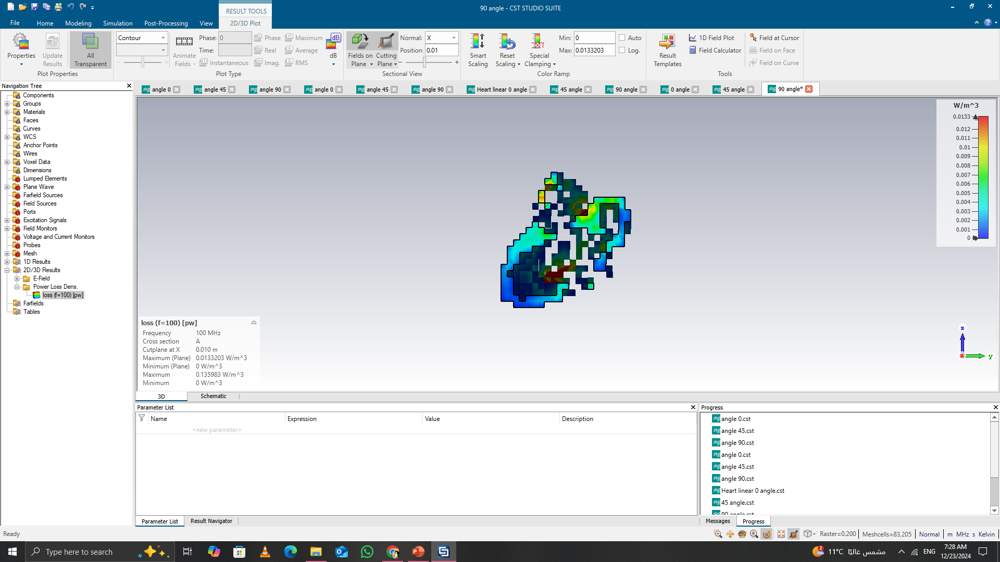 90 angle - CST STUDIO SUITE
RESULT TOOLS
File Home Modeling Simulation Post-Processing View 2D/3D Plot
Properties
Update Results
All Transparent
Plot Properties
Contour
Animate Fields
Phase: 0
Time:
Phase
Real
Instantaneous
Imag.
Maximum
Average
RMS
dB
dB
Plot Type
Fields on Plane
Cutting Plane
Normal: X
Position: 0.01
Sectional View
Smart Scaling
Reset Scaling
Special Clamping
Min: 0
Max: 0.0133203
Auto
Log.
Color Ramp
Result Templates
1D Field Plot
Field Calculator
Field at Cursor
Field on Face
Field on Curve
Tools
Navigation Tree
Components
Groups
Materials
Faces
Curves
WCS
Anchor Points
Wires
Voxel Data
Dimensions
Lumped Elements
Plane Wave
Farfield Sources
Field Sources
Ports
Excitation Signals
Field Monitors
Voltage and Current Monitors
Probes
Mesh
1D Results
2D/3D Results
E-Field
Power Loss Dens.
loss (f=100) [pw]
Farfields
Tables
angle 0 angle 45 angle 90 angle 0 angle 45 angle 90 Heart linear 0 angle 45 angle 90 angle 0 angle 45 angle 90 angle*
W/m^3
0.0133
0.012
0.011
0.01
0.009
0.008
0.007
0.006
0.005
0.004
0.003
0.002
0.001
0
z
y
x
loss (f=100) [pw]
Frequency 100 MHz
Cross section A
Cutplane at X 0.010 m
Maximum (Plane) 0.0133203 W/m^3
Minimum (Plane) 0 W/m^3
Maximum 0.135983 W/m^3
Minimum 0 W/m^3
3D Schematic
Parameter List
Name Expression Value Description
<new parameter>
Parameter List Result Navigator
Progress
angle 0.cst
angle 45.cst
angle 90.cst
angle 0.cst
angle 45.cst
angle 90.cst
Heart linear 0 angle.cst
45 angle.cst
90 angle.cst
Messages Progress
Ready
Raster=0.200 Meshcells=83,205 Normal m MHz s Kelvin
Type here to search
2
11°C مشمس غالبًا
ENG
7:28 AM
12/23/2024